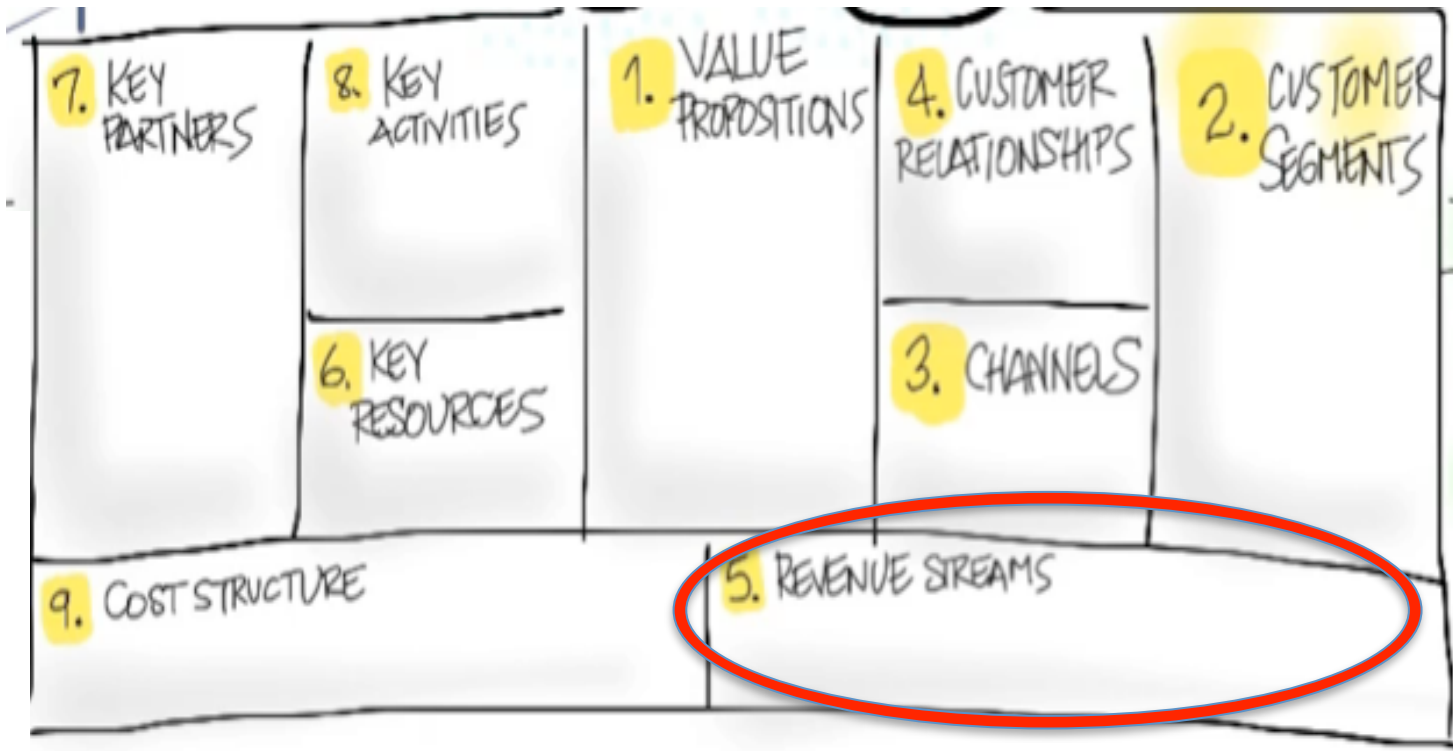 7. KEY
PARTNERS
8. KEY
ACTIVITIES
6. KEY
RESOURCES
1. VALUE
PROPOSITIONS
4. CUSTOMER
RELATIONSHIPS
3. CHANNELS
2. CUSTOMER
SEGMENTS
9. COST STRUCTURE
5. REVENUE STREAMS